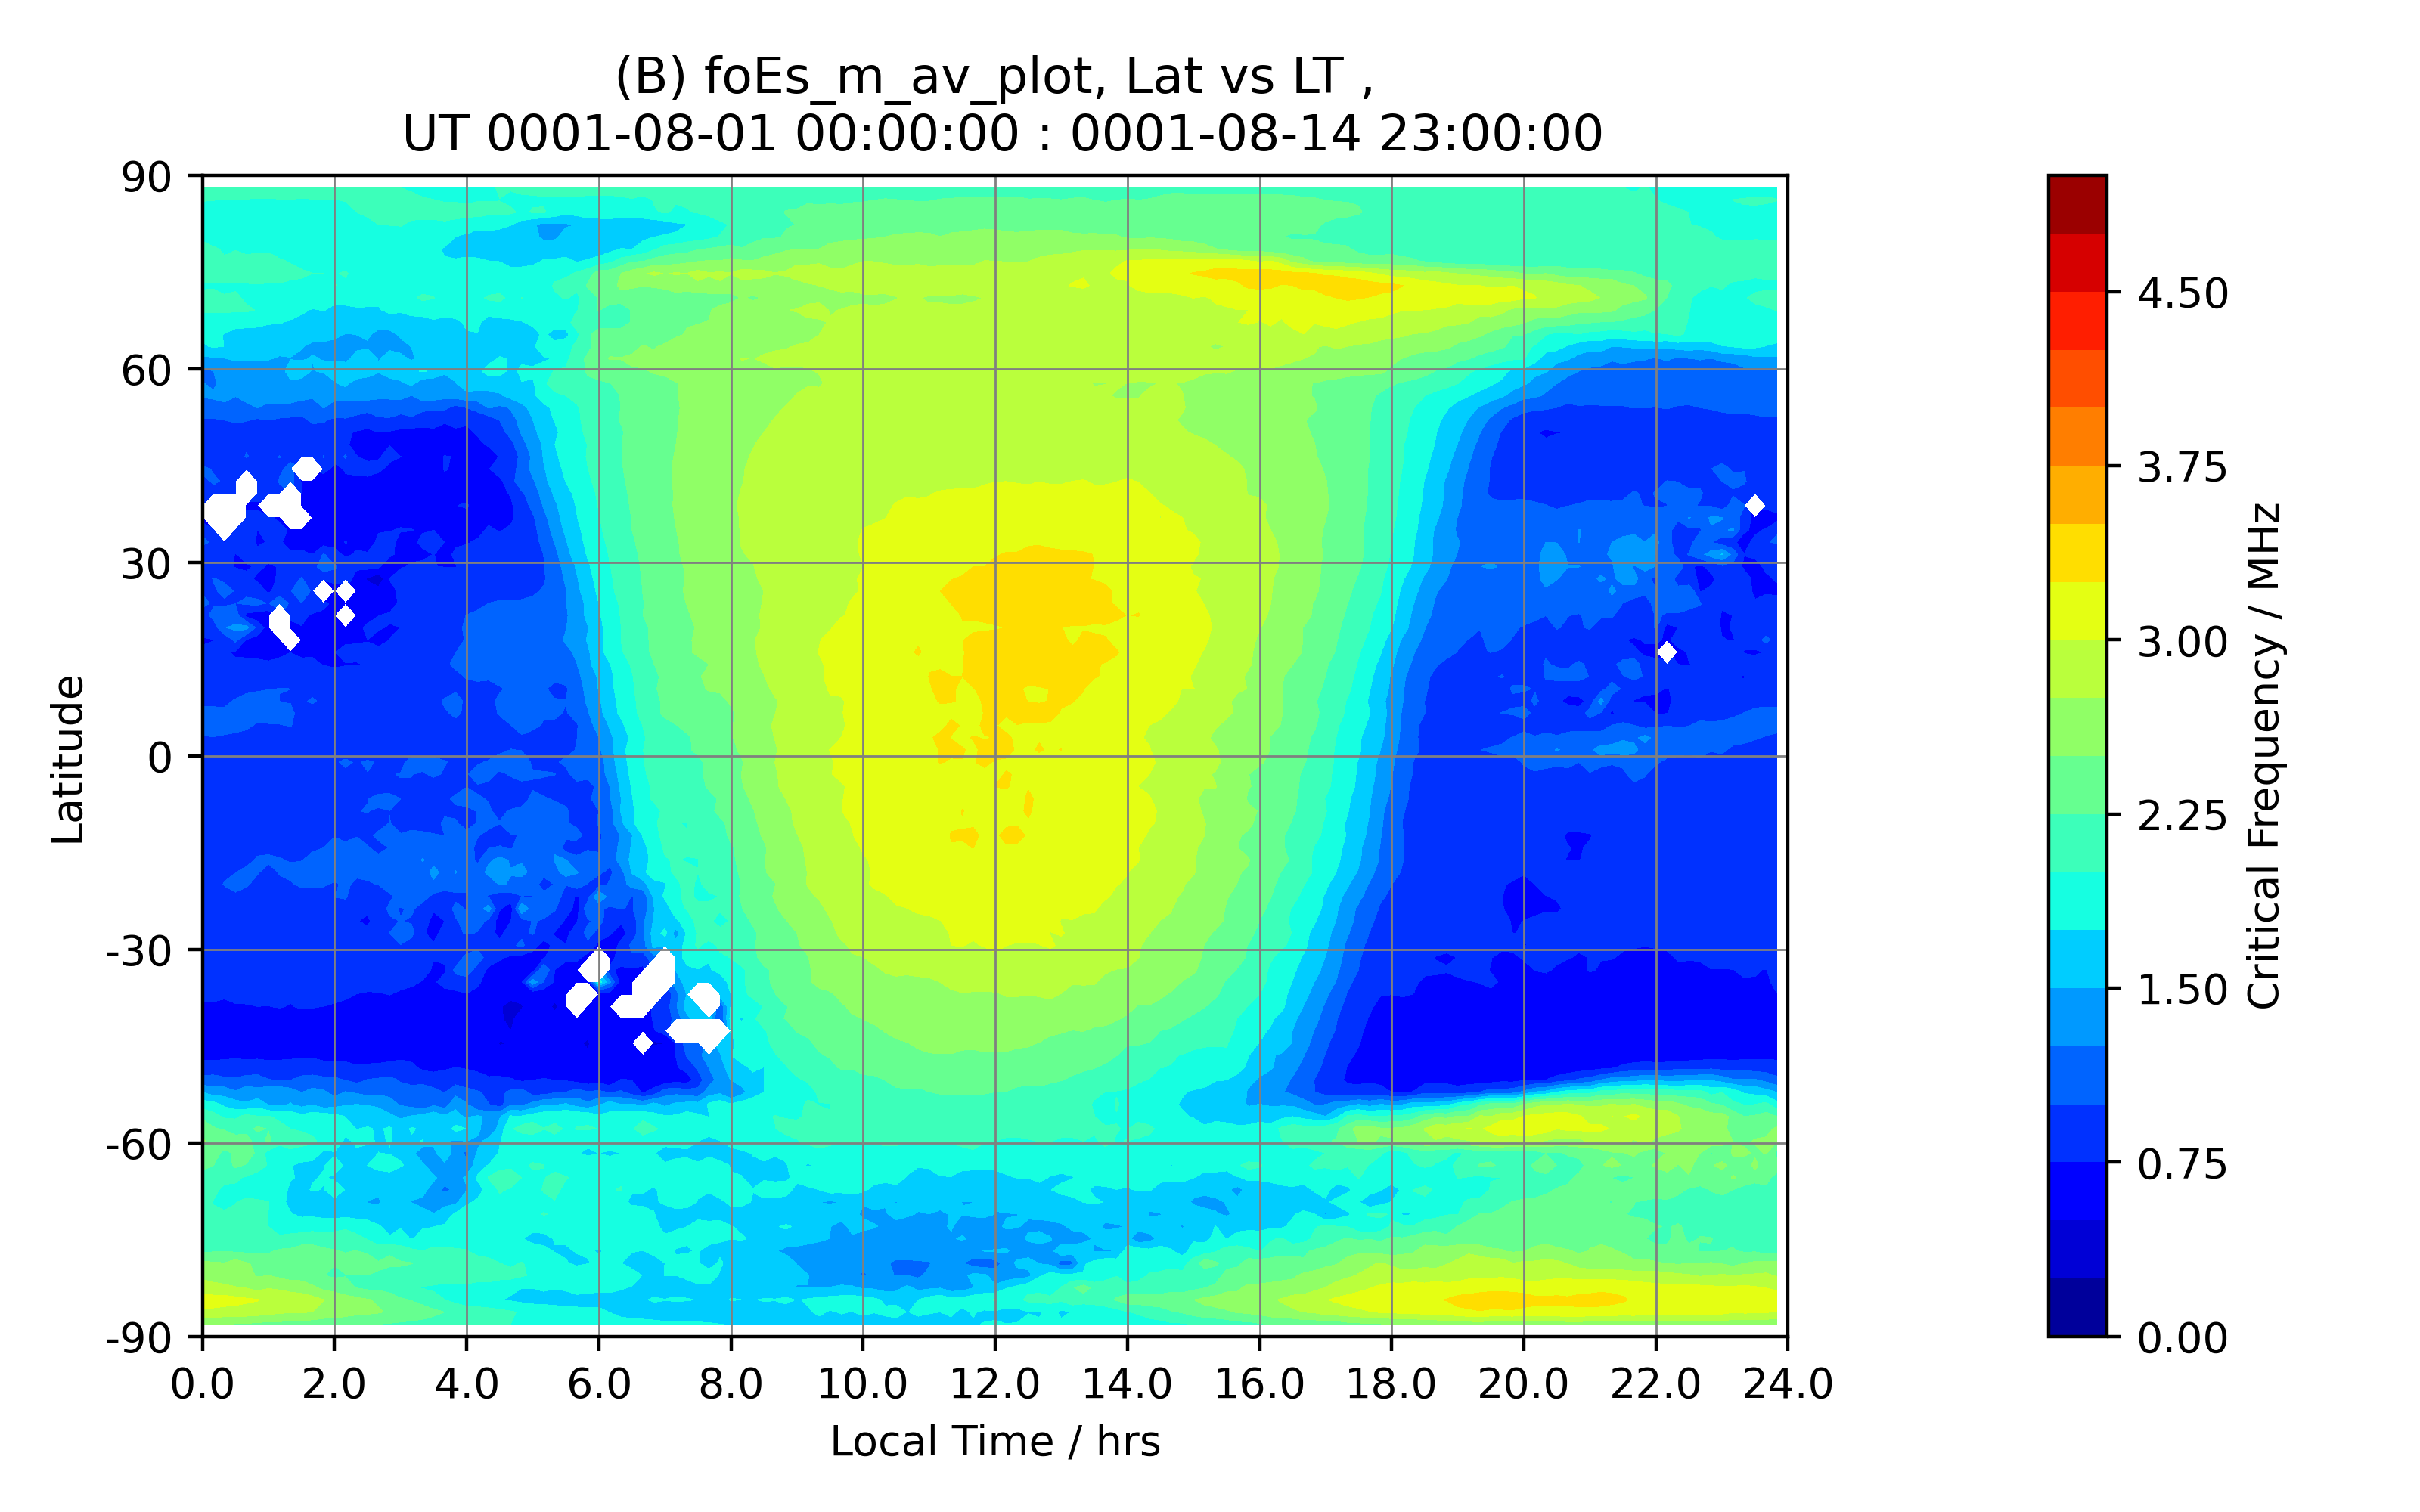 (B) foEs_m_av_plot, Lat vs LT ,
UT 0001-08-01 00:00:00 : 0001-08-14 23:00:00
90
60
30
0
-30
-60
-90
Latitude
0.0 2.0 4.0 6.0 8.0 10.0 12.0 14.0 16.0 18.0 20.0 22.0 24.0
Local Time / hrs
4.50
3.75
3.00
2.25
1.50
0.75
0.00
Critical Frequency / MHz